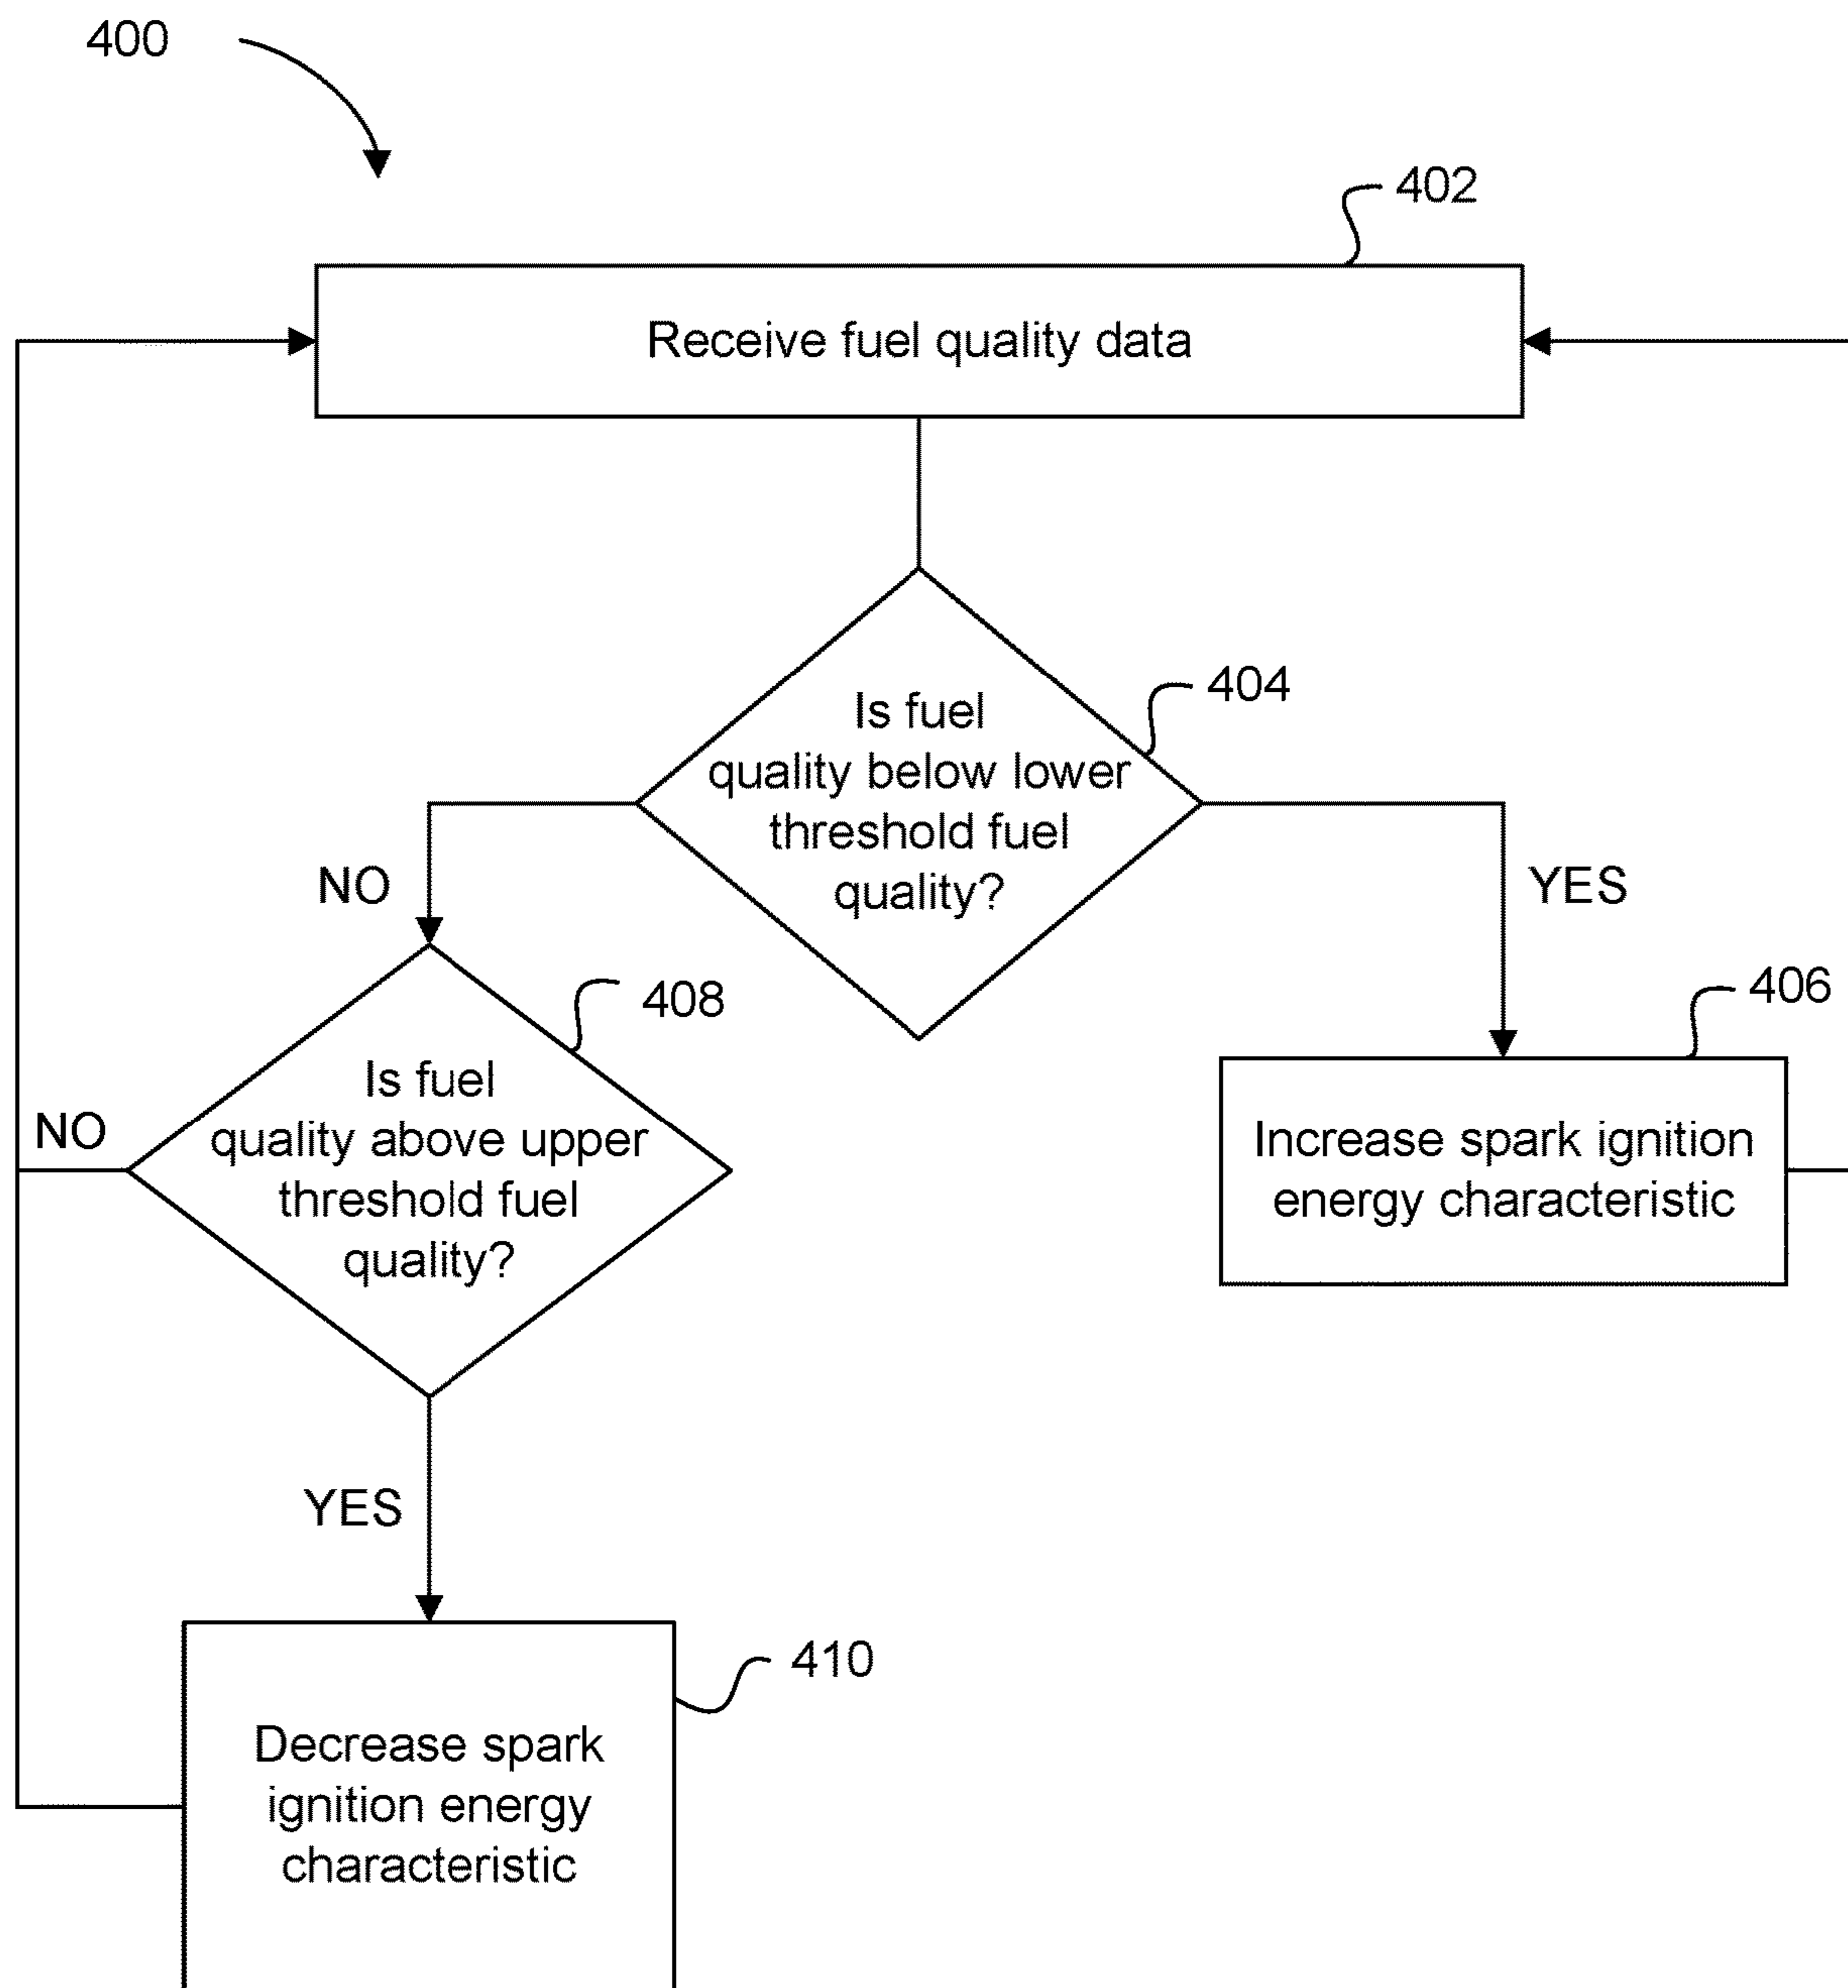 400
402
Receive fuel quality data
404
Is fuel
quality below lower
threshold fuel
quality?
NO
YES
408
406
Is fuel
quality above upper
threshold fuel
quality?
NO
Increase spark ignition
energy characteristic
YES
410
Decrease spark
ignition energy
characteristic